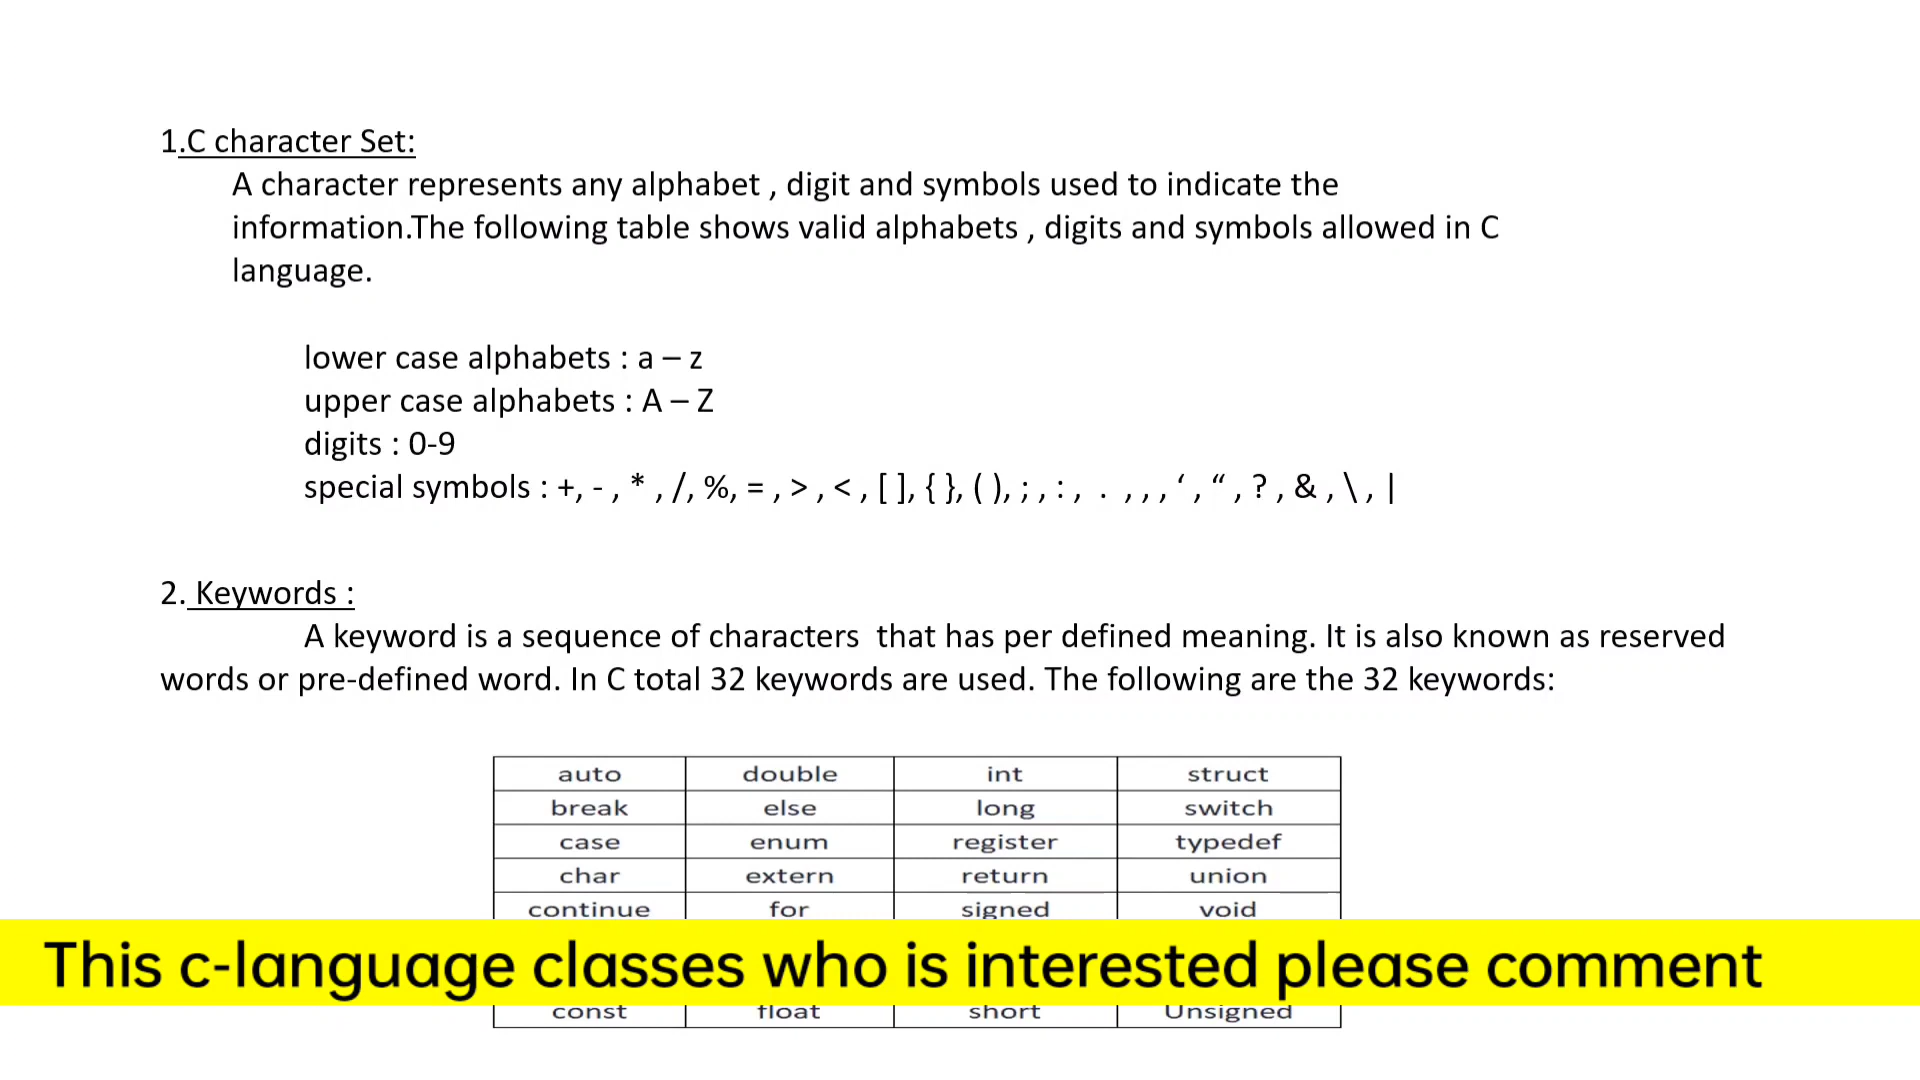 1.C character Set:
A character represents any alphabet , digit and symbols used to indicate the
information.The following table shows valid alphabets , digits and symbols allowed in C
language.
lower case alphabets : a – z
upper case alphabets : A – Z
digits : 0-9
special symbols : +, - , * , /, %, = , > , < , [ ], { }, ( ), ; , : , . , , , ‘ , “ , ? , & , \ , |
2. Keywords :
A keyword is a sequence of characters that has per defined meaning. It is also known as reserved
words or pre-defined word. In C total 32 keywords are used. The following are the 32 keywords:
auto double int struct
break else long switch
case enum register typedef
char extern return union
continue for signed void
This c-language classes who is interested please comment
const float short Unsigned